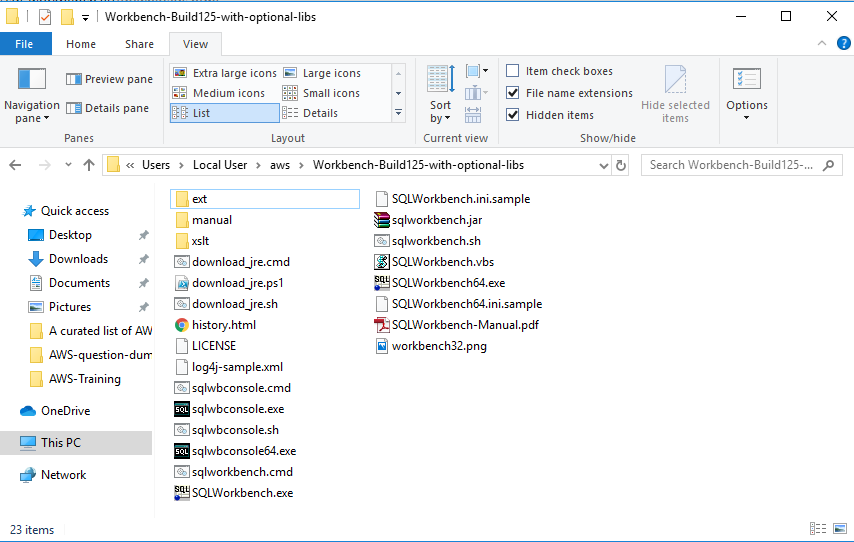 Workbench-Build125-with-optional-libs
File Home Share View
Navigation pane
Preview pane
Details pane
Panes
Extra large icons Large icons
Medium icons Small icons
List Details
Layout
Sort by
Current view
Item check boxes
File name extensions
Hidden items
Hide selected items
Show/hide
Options
« Users > Local User > aws > Workbench-Build125-with-optional-libs
Search Workbench-Build125-...
Quick access
Desktop
Downloads
Documents
Pictures
A curated list of AW
AWS-question-dum
AWS-Training
OneDrive
This PC
Network
ext
manual
xslt
download_jre.cmd
download_jre.ps1
download_jre.sh
history.html
LICENSE
log4j-sample.xml
sqlwbconsole.cmd
sqlwbconsole.exe
sqlwbconsole.sh
sqlwbconsole64.exe
sqlworkbench.cmd
SQLWorkbench.exe
SQLWorkbench.ini.sample
sqlworkbench.jar
sqlworkbench.sh
SQLWorkbench.vbs
SQLWorkbench64.exe
SQLWorkbench64.ini.sample
SQLWorkbench-Manual.pdf
workbench32.png
23 items